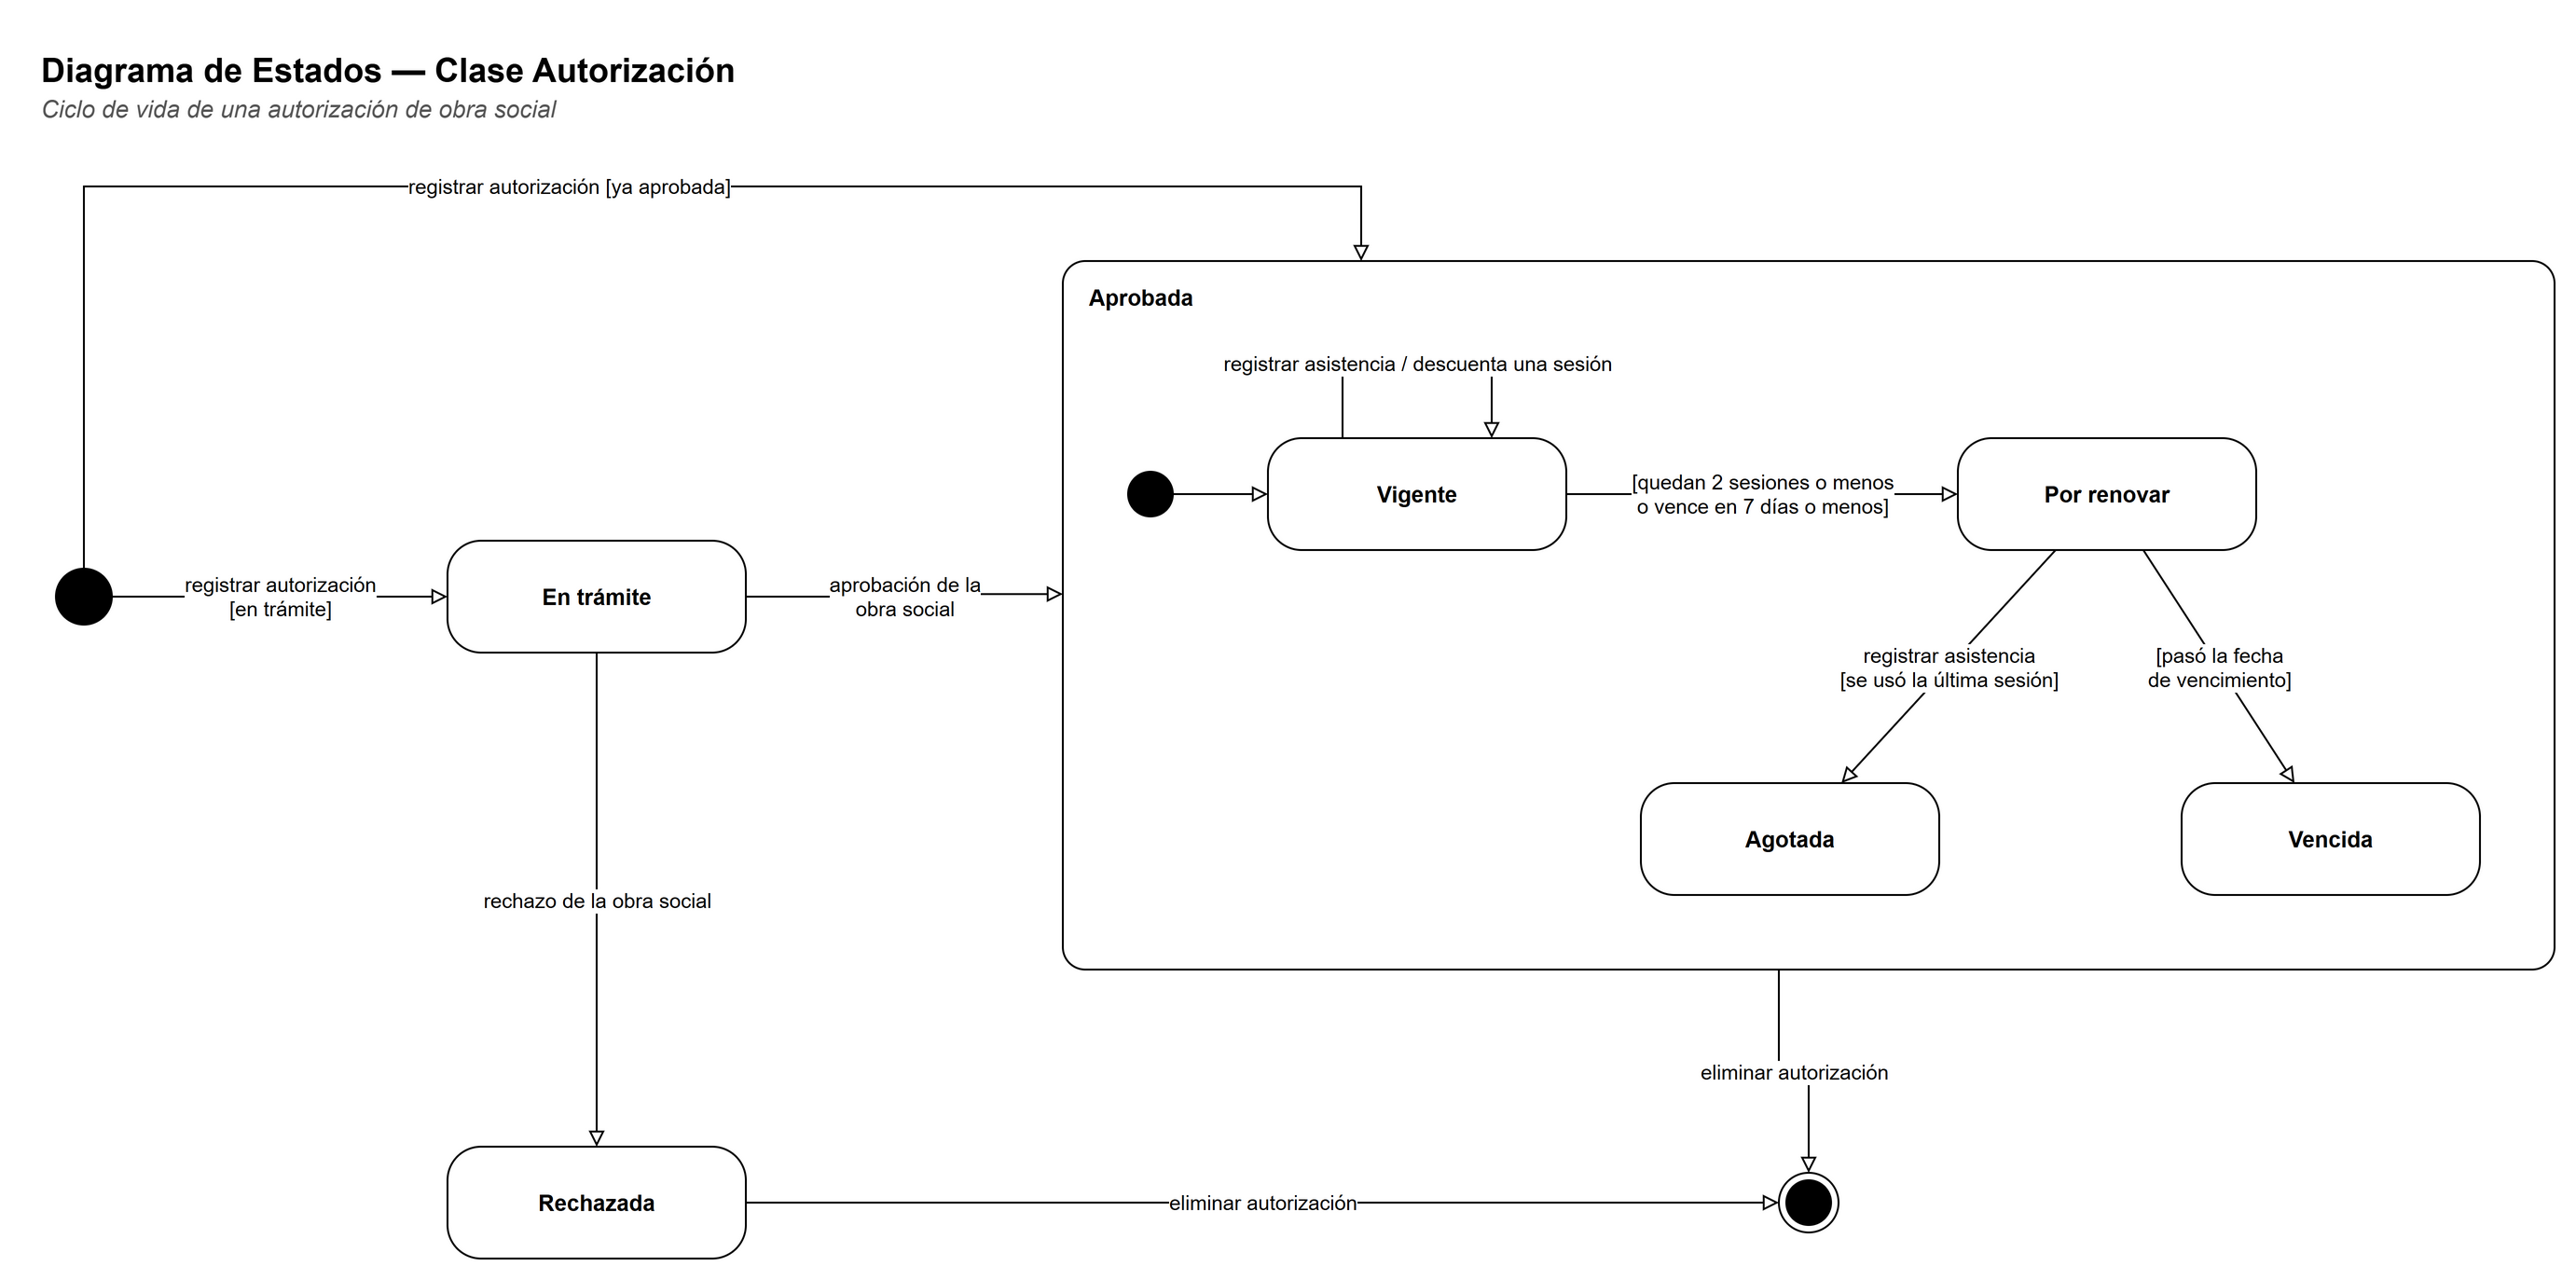 Diagrama de Estados — Clase Autorización
Ciclo de vida de una autorización de obra social
registrar autorización [ya aprobada]
Aprobada
registrar asistencia / descuenta una sesión
Vigente
[quedan 2 sesiones o menos
o vence en 7 días o menos]
Por renovar
registrar autorización
[en trámite]
En trámite
aprobación de la
obra social
registrar asistencia
[se usó la última sesión]
[pasó la fecha
de vencimiento]
Agotada
Vencida
rechazo de la obra social
eliminar autorización
Rechazada
eliminar autorización